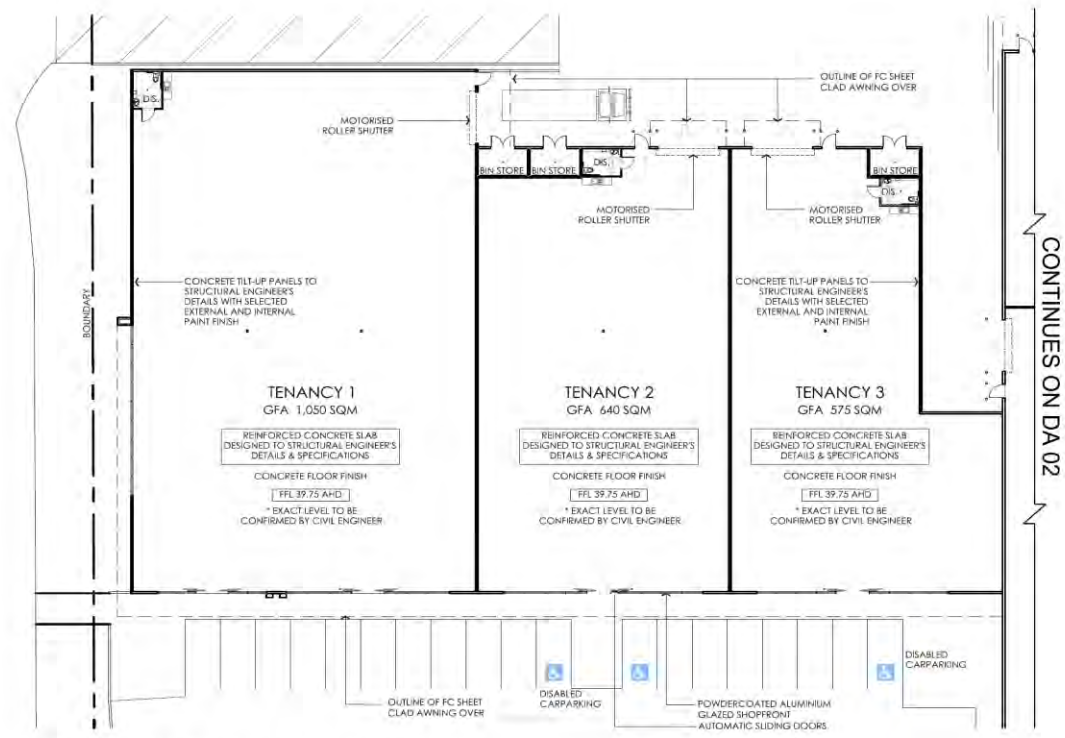 OUTLINE OF FC SHEET
CLAD AWNING OVER
DIS.
MOTORISED
ROLLER SHUTTER
BIN STORE
BIN STORE
DIS.
BIN STORE
DIS.
MOTORISED
ROLLER SHUTTER
MOTORISED
ROLLER SHUTTER
CONCRETE TILT-UP PANELS TO
STRUCTURAL ENGINEER'S
DETAILS WITH SELECTED
EXTERNAL AND INTERNAL
PAINT FINISH
CONCRETE TILT-UP PANELS TO
STRUCTURAL ENGINEER'S
DETAILS WITH SELECTED
EXTERNAL AND INTERNAL
PAINT FINISH
BOUNDARY
CONTINUES ON DA 02
TENANCY 1
GFA 1,050 SQM
REINFORCED CONCRETE SLAB
DESIGNED TO STRUCTURAL ENGINEER'S
DETAILS & SPECIFICATIONS
CONCRETE FLOOR FINISH
FFL 39.75 AHD
* EXACT LEVEL TO BE
CONFIRMED BY CIVIL ENGINEER
TENANCY 2
GFA 640 SQM
REINFORCED CONCRETE SLAB
DESIGNED TO STRUCTURAL ENGINEER'S
DETAILS & SPECIFICATIONS
CONCRETE FLOOR FINISH
FFL 39.75 AHD
* EXACT LEVEL TO BE
CONFIRMED BY CIVIL ENGINEER
TENANCY 3
GFA 575 SQM
REINFORCED CONCRETE SLAB
DESIGNED TO STRUCTURAL ENGINEER'S
DETAILS & SPECIFICATIONS
CONCRETE FLOOR FINISH
FFL 39.75 AHD
* EXACT LEVEL TO BE
CONFIRMED BY CIVIL ENGINEER
OUTLINE OF FC SHEET
CLAD AWNING OVER
DISABLED
CARPARKING
POWDERCOATED ALUMINIUM
GLAZED SHOPFRONT
AUTOMATIC SLIDING DOORS
DISABLED
CARPARKING